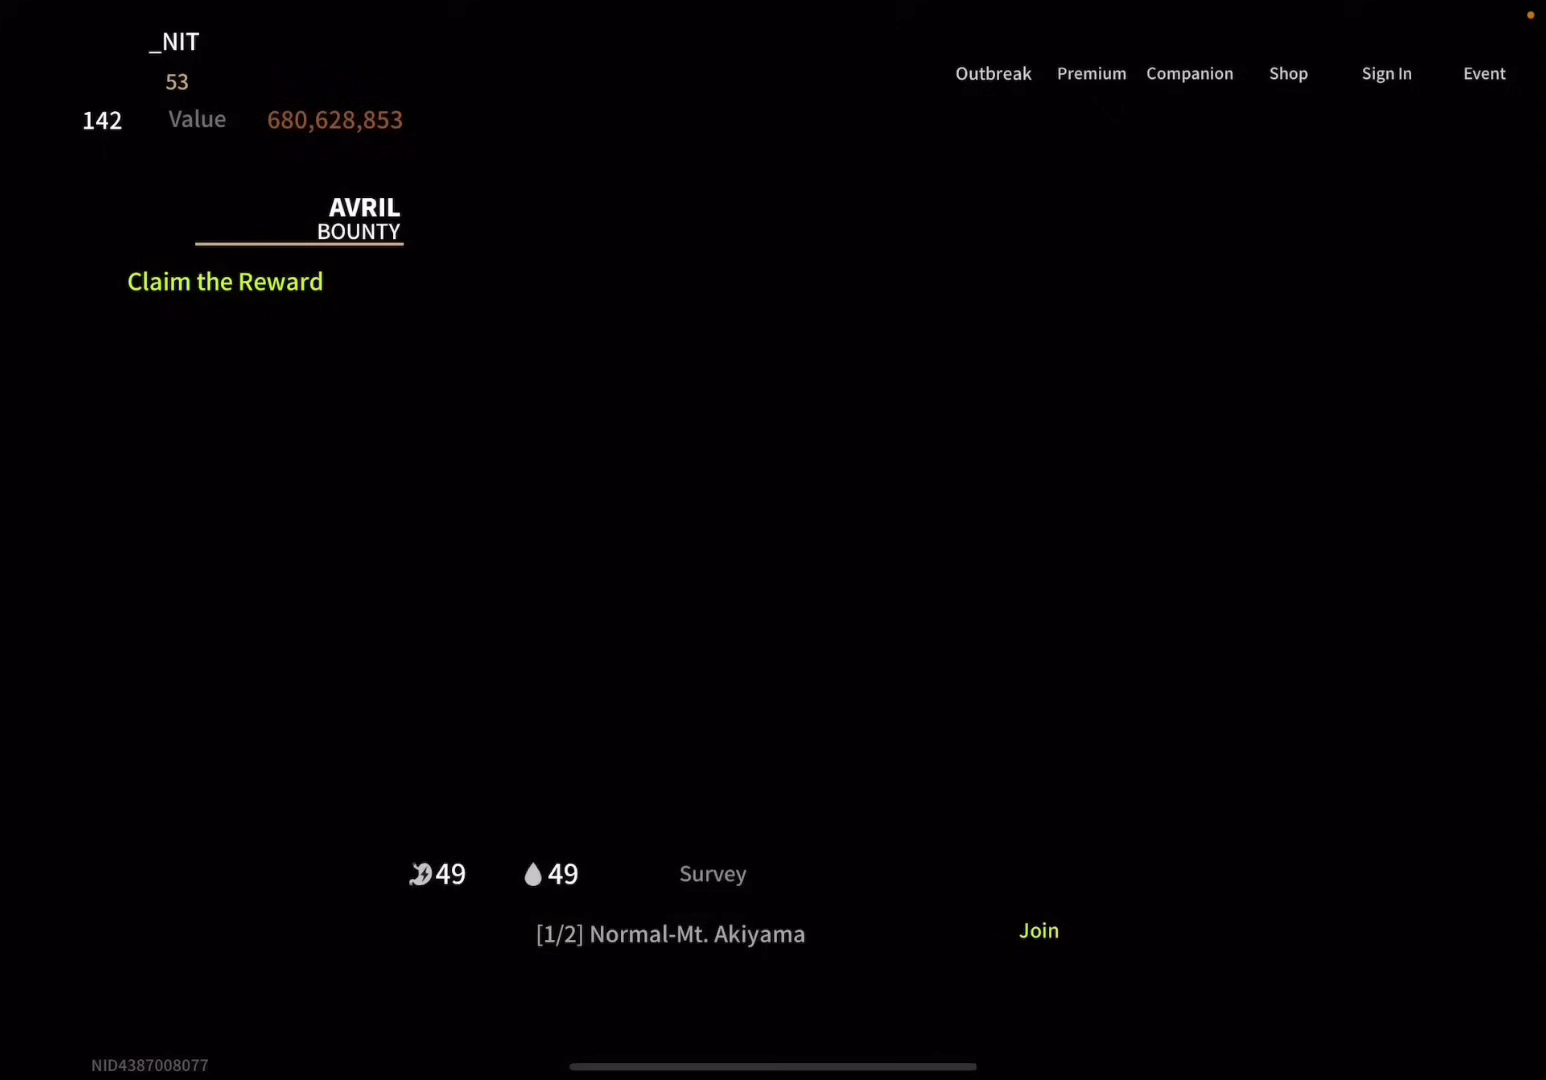 _NIT
53
142 Value 680,628,853
Outbreak Premium Companion Shop Sign In Event
AVRIL
BOUNTY
Claim the Reward
49 49 Survey
[1/2] Normal-Mt. Akiyama Join
NID4387008077